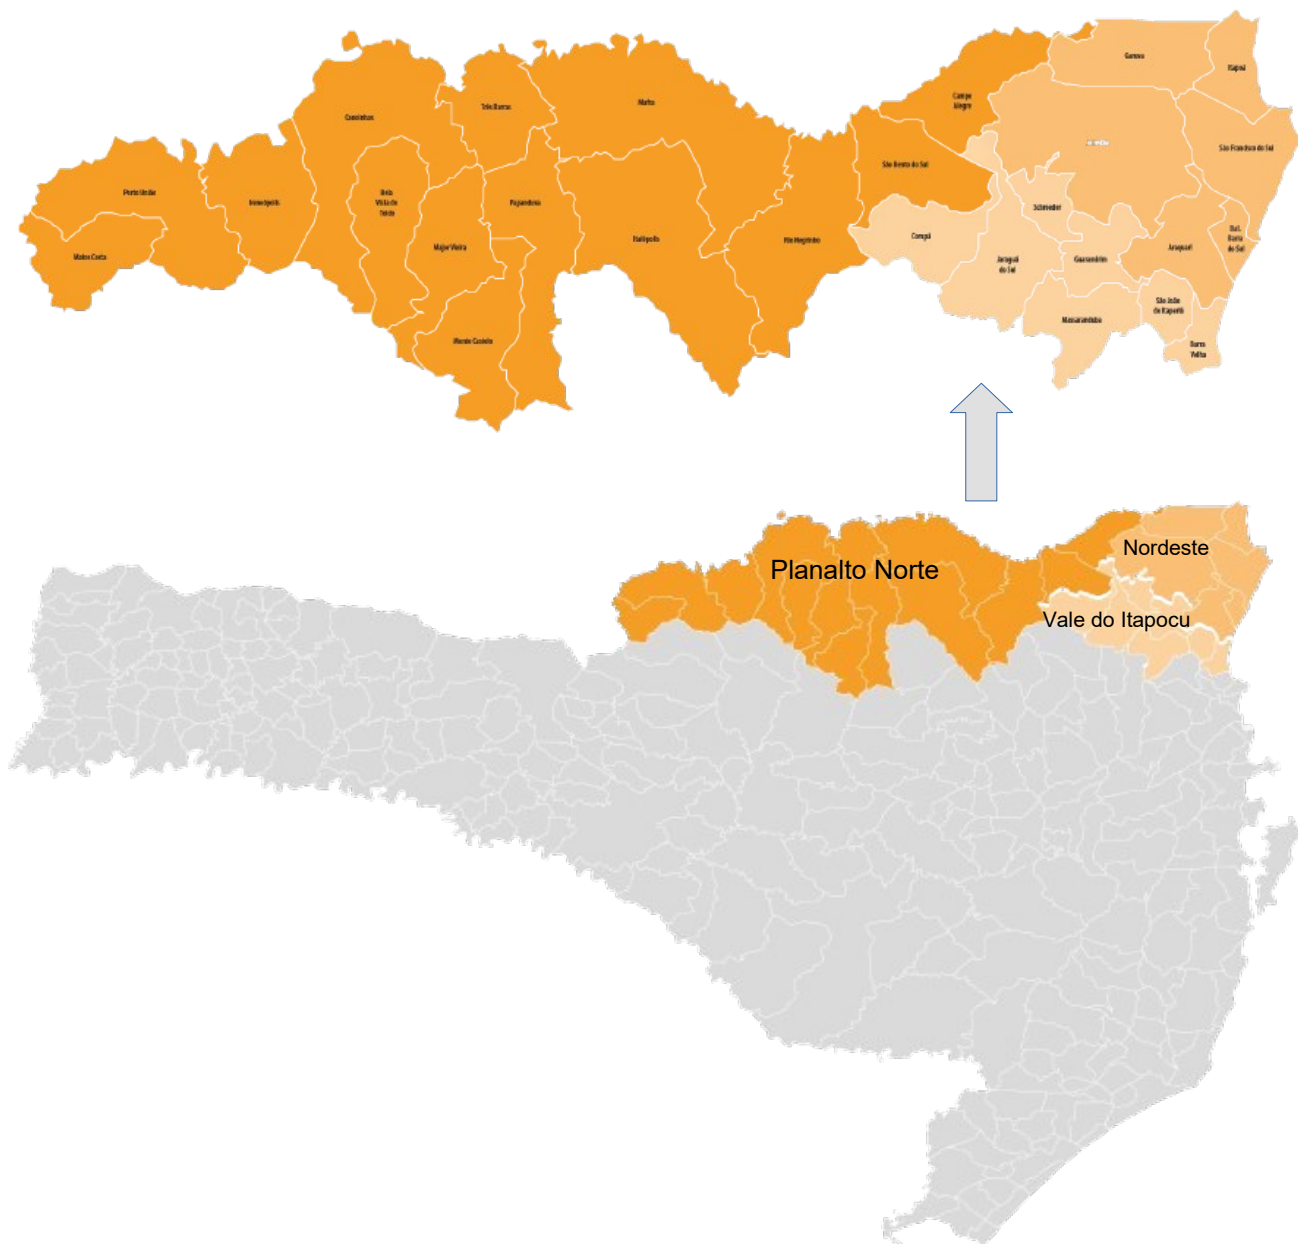 Garuva
Itapoá
Campo
Alegre
Mafra
Três Barras
Canoinhas
São Francisco do Sul
São Bento do Sul
Porto União
Irineópolis
Bela
Vista do
Toldo
Papanduva
Schroeder
Major Vieira
Itaiópolis
Rio Negrinho
Corupá
Araquari
Bal.
Barra
do Sul
Matos Costa
Jaraguá
do Sul
Guaramirim
São João
do Itaperiú
Massaranduba
Monte Castelo
Barra
Velha
Nordeste
Planalto Norte
Vale do Itapocu